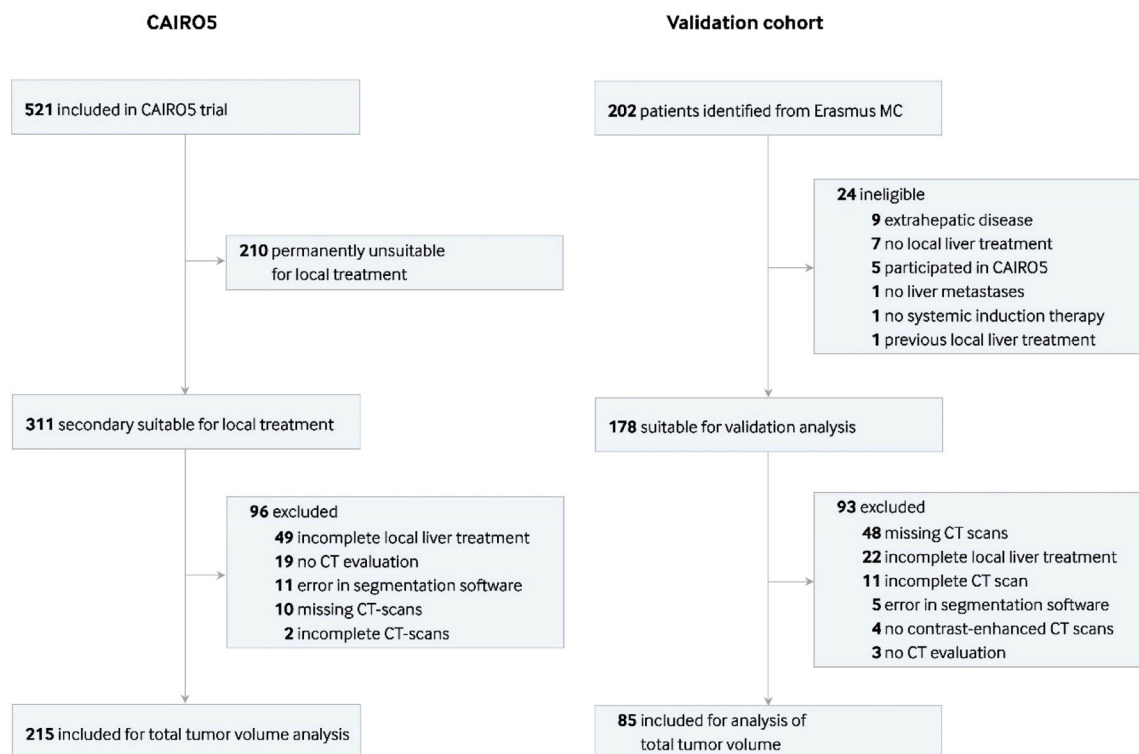 CAIRO5
521 included in CAIRO5 trial
210 permanently unsuitable
for local treatment
311 secondary suitable for local treatment
96 excluded
49 incomplete local liver treatment
19 no CT evaluation
11 error in segmentation software
10 missing CT-scans
2 incomplete CT-scans
215 included for total tumor volume analysis
Validation cohort
202 patients identified from Erasmus MC
24 ineligible
9 extrahepatic disease
7 no local liver treatment
5 participated in CAIRO5
1 no liver metastases
1 no systemic induction therapy
1 previous local liver treatment
178 suitable for validation analysis
93 excluded
48 missing CT scans
22 incomplete local liver treatment
11 incomplete CT scan
5 error in segmentation software
4 no contrast-enhanced CT scans
3 no CT evaluation
85 included for analysis of
total tumor volume